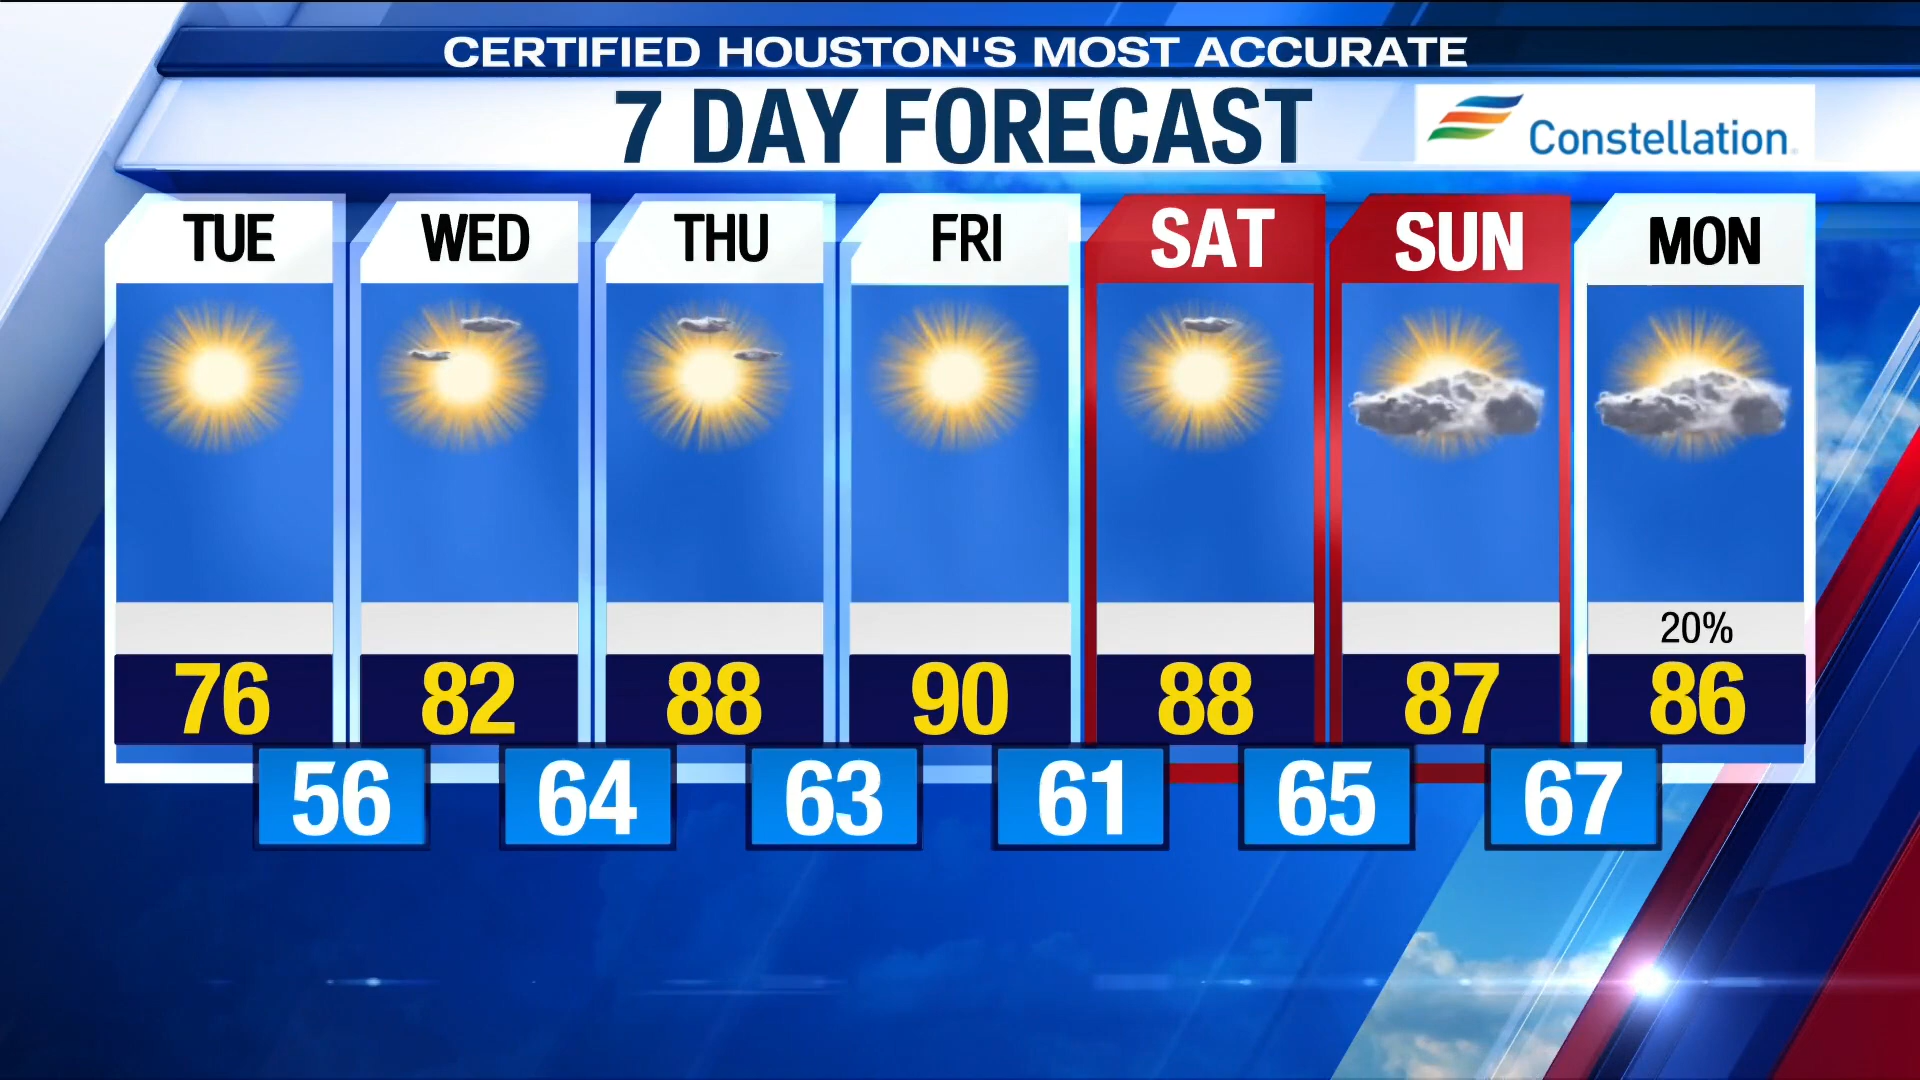 CERTIFIED HOUSTON'S MOST ACCURATE
7 DAY FORECAST
Constellation
TUE WED THU FRI SAT SUN MON
20%
76 82 88 90 88 87 86
56 64 63 61 65 67